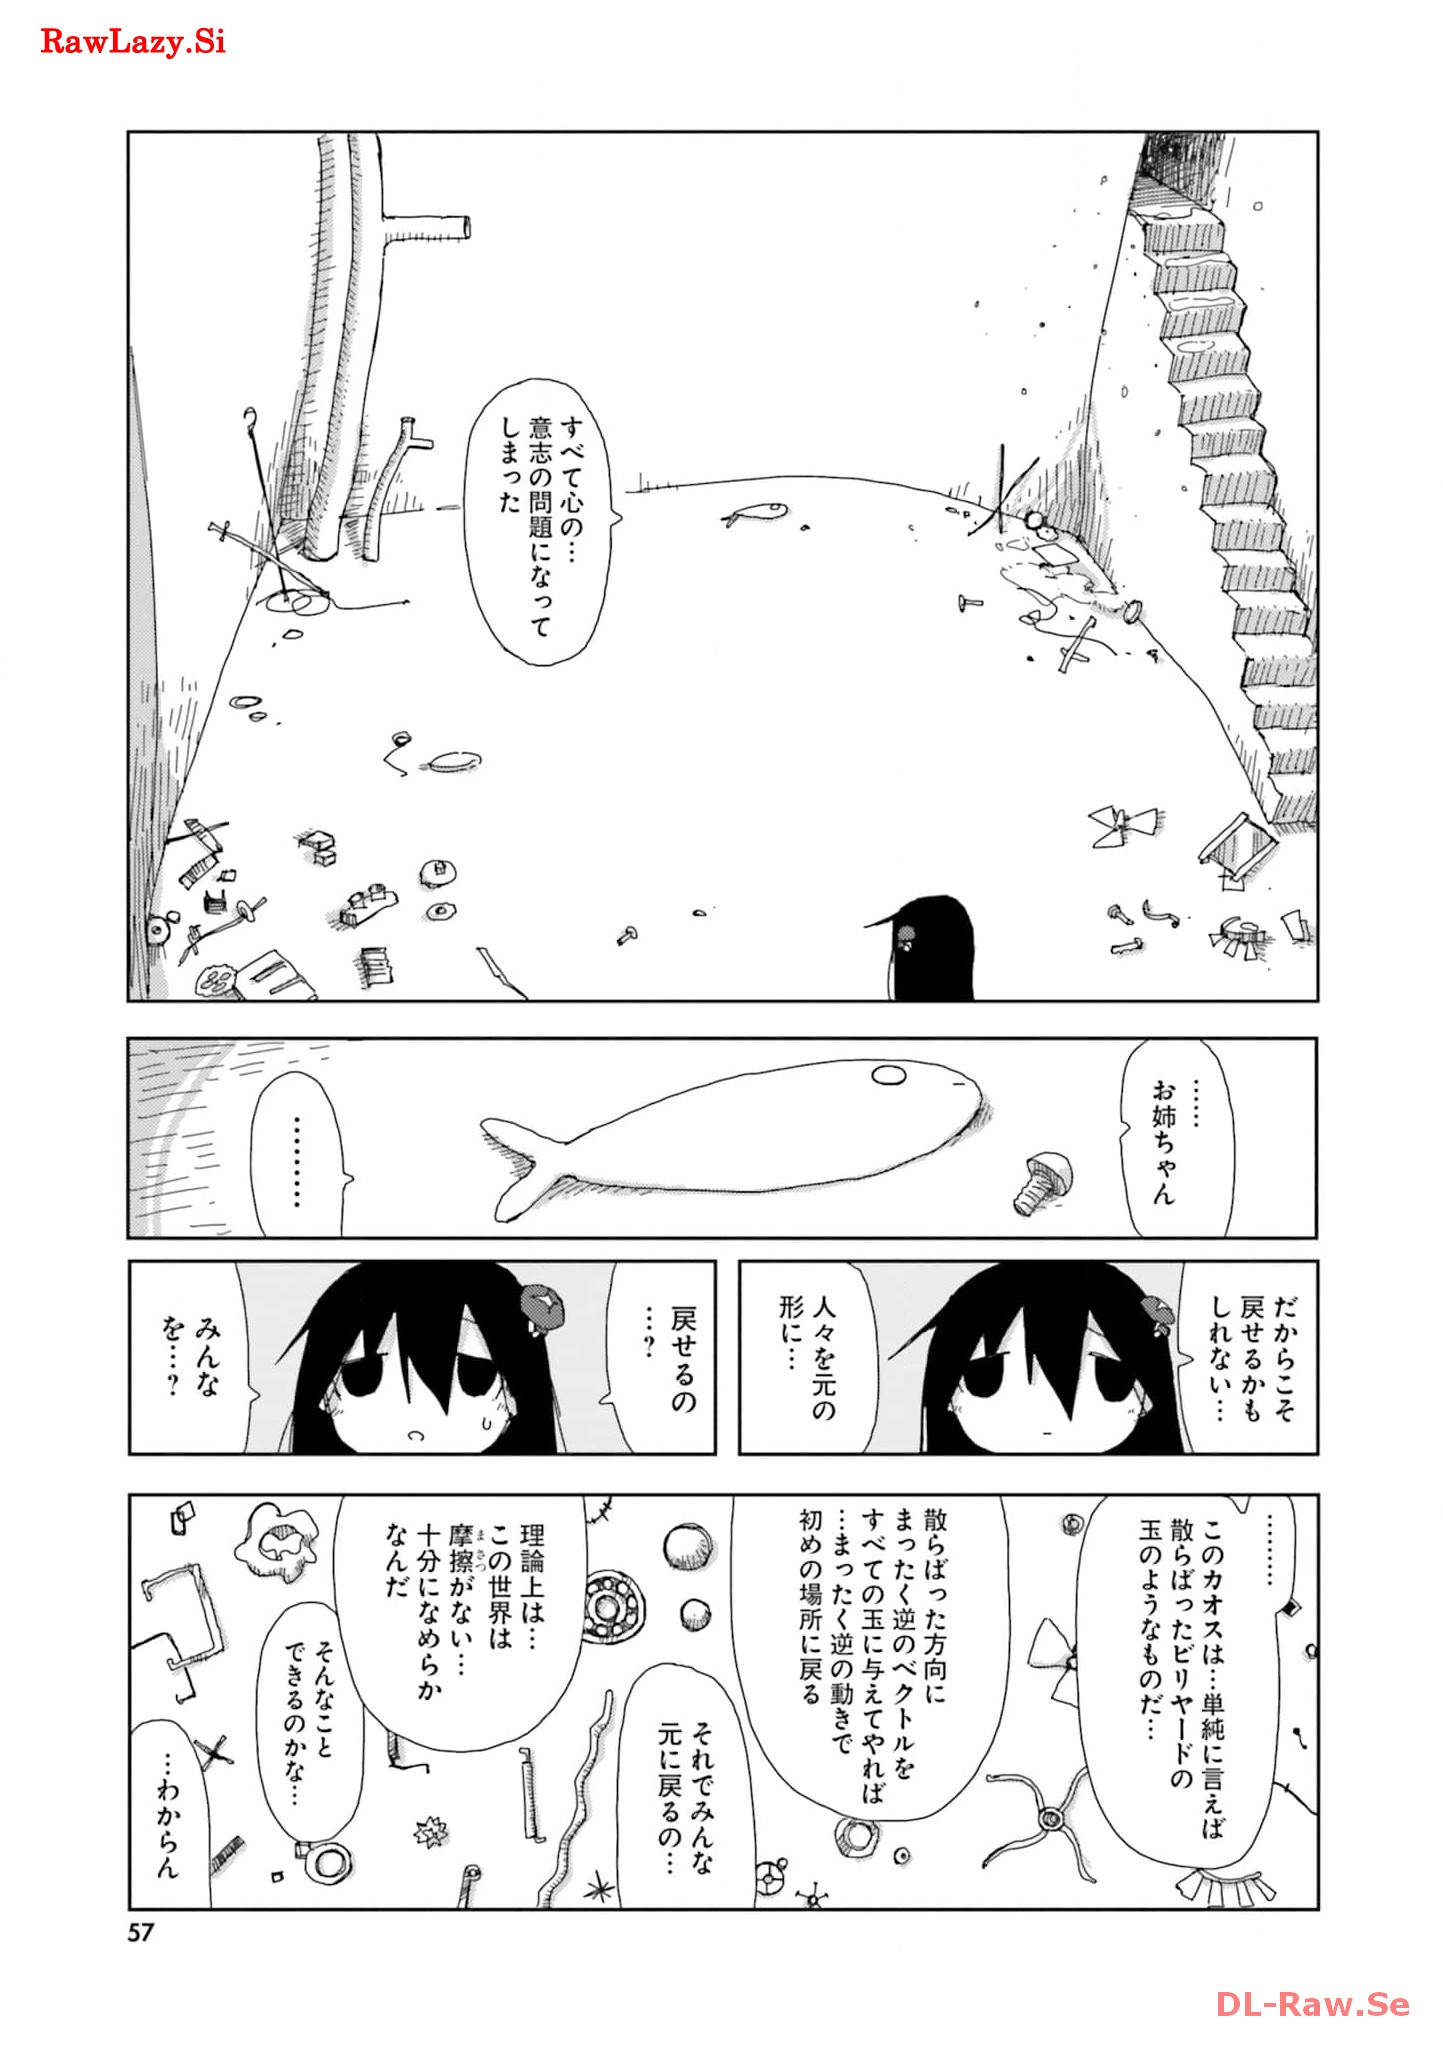 RawLazy.Si
すべて心の…
意志の問題になって
しまった
……
お姉ちゃん
………
だからこそ
戻せるかも
しれない…
人々を元の
形に…
戻せるの
…?
みんな
を…?
………
このカオスは…単純に言えば
散らばったビリヤードの
玉のようなものだ…
散らばった方向に
まったく逆のベクトルを
すべての玉に与えてやれば
…まったく逆の動きで
初めの場所に戻る
それでみんな
元に戻るの…
理論上は…
この世界は
摩擦がない…
まさつ
十分になめらか
なんだ
そんなこと
できるのかな…
…わからん
57
DL-Raw.Se